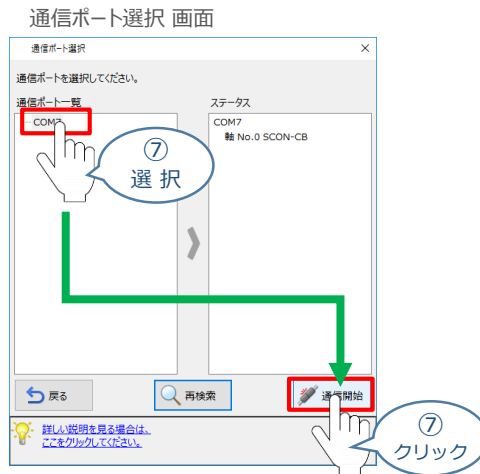 通信ポート選択 画面
通信ポート選択
通信ポートを選択してください。
通信ポート一覧
ステータス
COM7
COM7
軸 No.0 SCON-CB
⑦
選 択
戻る
再検索
通信開始
詳しい説明を見る場合は、
ここをクリックしてください。
⑦
クリック